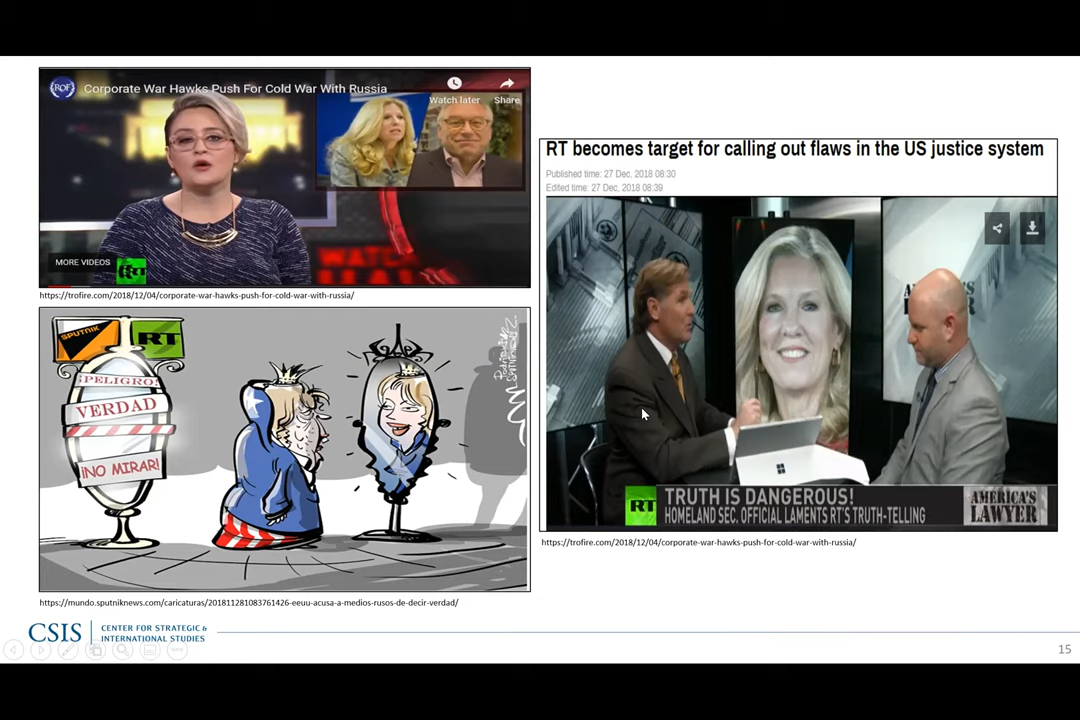 ROF
Corporate War Hawks Push For Cold War With Russia
Watch later
Share
MORE VIDEOS
RT
https://trofire.com/2018/12/04/corporate-war-hawks-push-for-cold-war-with-russia/
SPUTNIK
RT
¡PELIGRO!
VERDAD
¡NO MIRAR!
https://mundo.sputniknews.com/caricaturas/201811281083761426-eeuu-acusa-a-medios-rusos-de-decir-verdad/
RT becomes target for calling out flaws in the US justice system
Published time: 27 Dec, 2018 08:30
Edited time: 27 Dec, 2018 08:39
RT
TRUTH IS DANGEROUS!
HOMELAND SEC. OFFICIAL LAMENTS RT'S TRUTH-TELLING
AMERICA'S
LAWYER
https://trofire.com/2018/12/04/corporate-war-hawks-push-for-cold-war-with-russia/
CSIS
CENTER FOR STRATEGIC &
INTERNATIONAL STUDIES
15